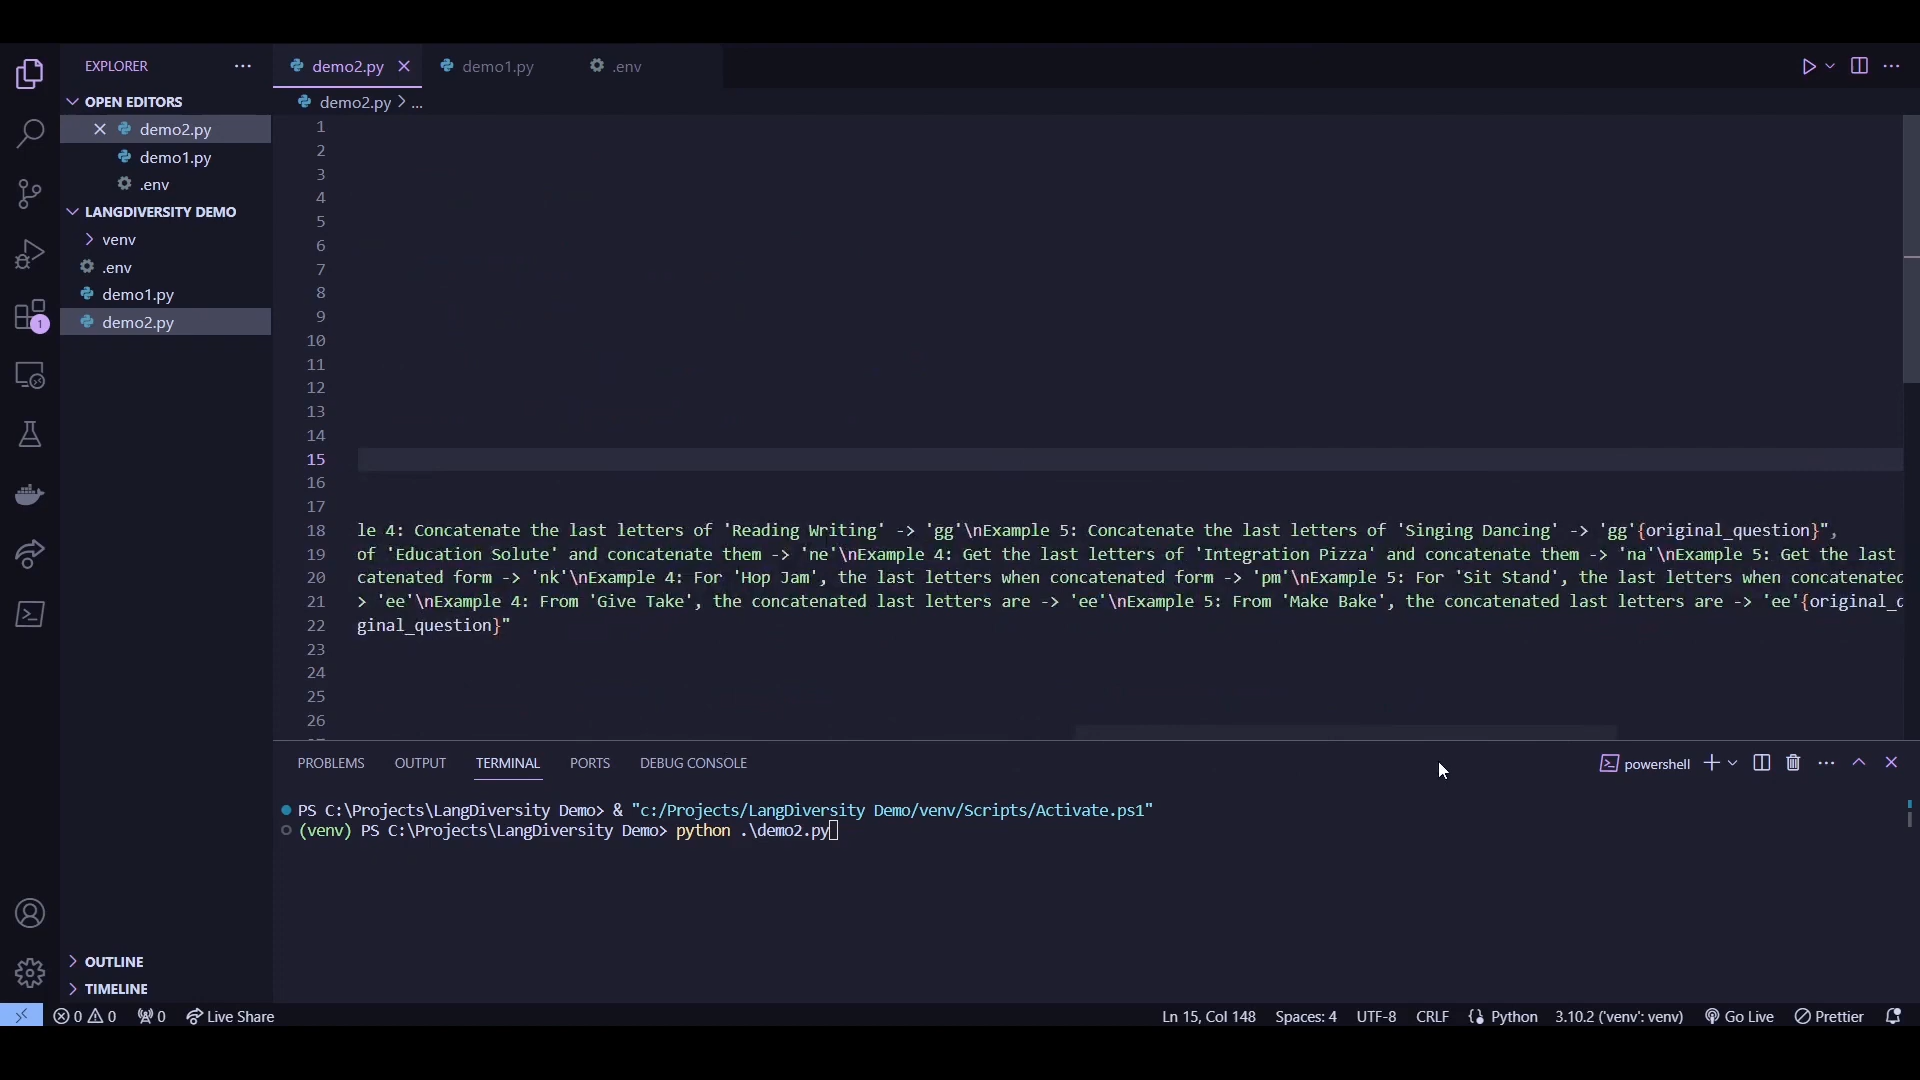 EXPLORER
demo2.py
demo1.py
.env
OPEN EDITORS
demo2.py > ...
demo2.py
demo1.py
.env
LANGDIVERSITY DEMO
venv
.env
demo1.py
demo2.py
1
2
3
4
5
6
7
8
9
10
11
12
13
14
15
16
17
18 le 4: Concatenate the last letters of 'Reading Writing' -> 'gg'\nExample 5: Concatenate the last letters of 'Singing Dancing' -> 'gg'{original_question}",
19 of 'Education Solute' and concatenate them -> 'ne'\nExample 4: Get the last letters of 'Integration Pizza' and concatenate them -> 'na'\nExample 5: Get the last
20 catenated form -> 'nk'\nExample 4: For 'Hop Jam', the last letters when concatenated form -> 'pm'\nExample 5: For 'Sit Stand', the last letters when concatenated
21 > 'ee'\nExample 4: From 'Give Take', the concatenated last letters are -> 'ee'\nExample 5: From 'Make Bake', the concatenated last letters are -> 'ee'{original_
22 ginal_question}"
23
24
25
26
PROBLEMS OUTPUT TERMINAL PORTS DEBUG CONSOLE
powershell
PS C:\Projects\LangDiversity Demo> & "c:/Projects/LangDiversity Demo/venv/Scripts/Activate.ps1"
(venv) PS C:\Projects\LangDiversity Demo> python .\demo2.py
1
OUTLINE
TIMELINE
0 0 0 Live Share Ln 15, Col 148 Spaces: 4 UTF-8 CRLF Python 3.10.2 ('venv': venv) Go Live Prettier